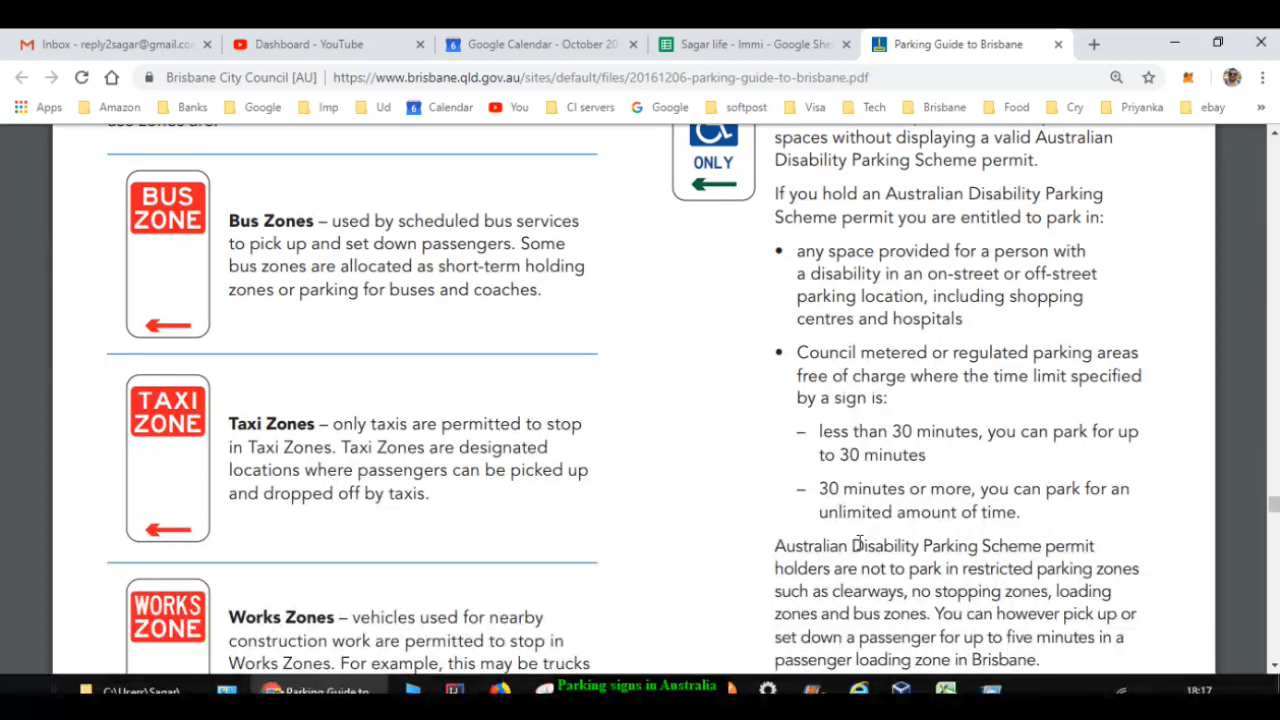 Inbox - reply2sagar@gmail.co
Dashboard - YouTube
Google Calendar - October 20
Sagar life - Immi - Google She
Parking Guide to Brisbane
Brisbane City Council [AU]
https://www.brisbane.qld.gov.au/sites/default/files/20161206-parking-guide-to-brisbane.pdf
Apps Amazon Banks Google Imp Ud Calendar You CI servers Google softpost Visa Tech Brisbane Food Cry Priyanka ebay »
BUS
ZONE
Bus Zones – used by scheduled bus services
to pick up and set down passengers. Some
bus zones are allocated as short-term holding
zones or parking for buses and coaches.
TAXI
ZONE
Taxi Zones – only taxis are permitted to stop
in Taxi Zones. Taxi Zones are designated
locations where passengers can be picked up
and dropped off by taxis.
WORKS
ZONE
Works Zones – vehicles used for nearby
construction work are permitted to stop in
Works Zones. For example, this may be trucks
ONLY
spaces without displaying a valid Australian
Disability Parking Scheme permit.
If you hold an Australian Disability Parking
Scheme permit you are entitled to park in:
• any space provided for a person with
a disability in an on-street or off-street
parking location, including shopping
centres and hospitals
• Council metered or regulated parking areas
free of charge where the time limit specified
by a sign is:
– less than 30 minutes, you can park for up
to 30 minutes
– 30 minutes or more, you can park for an
unlimited amount of time.
Australian Disability Parking Scheme permit
holders are not to park in restricted parking zones
such as clearways, no stopping zones, loading
zones and bus zones. You can however pick up or
set down a passenger for up to five minutes in a
passenger loading zone in Brisbane.
C:\Users\Sagar\
Parking Guide to
Parking signs in Australia
18:17